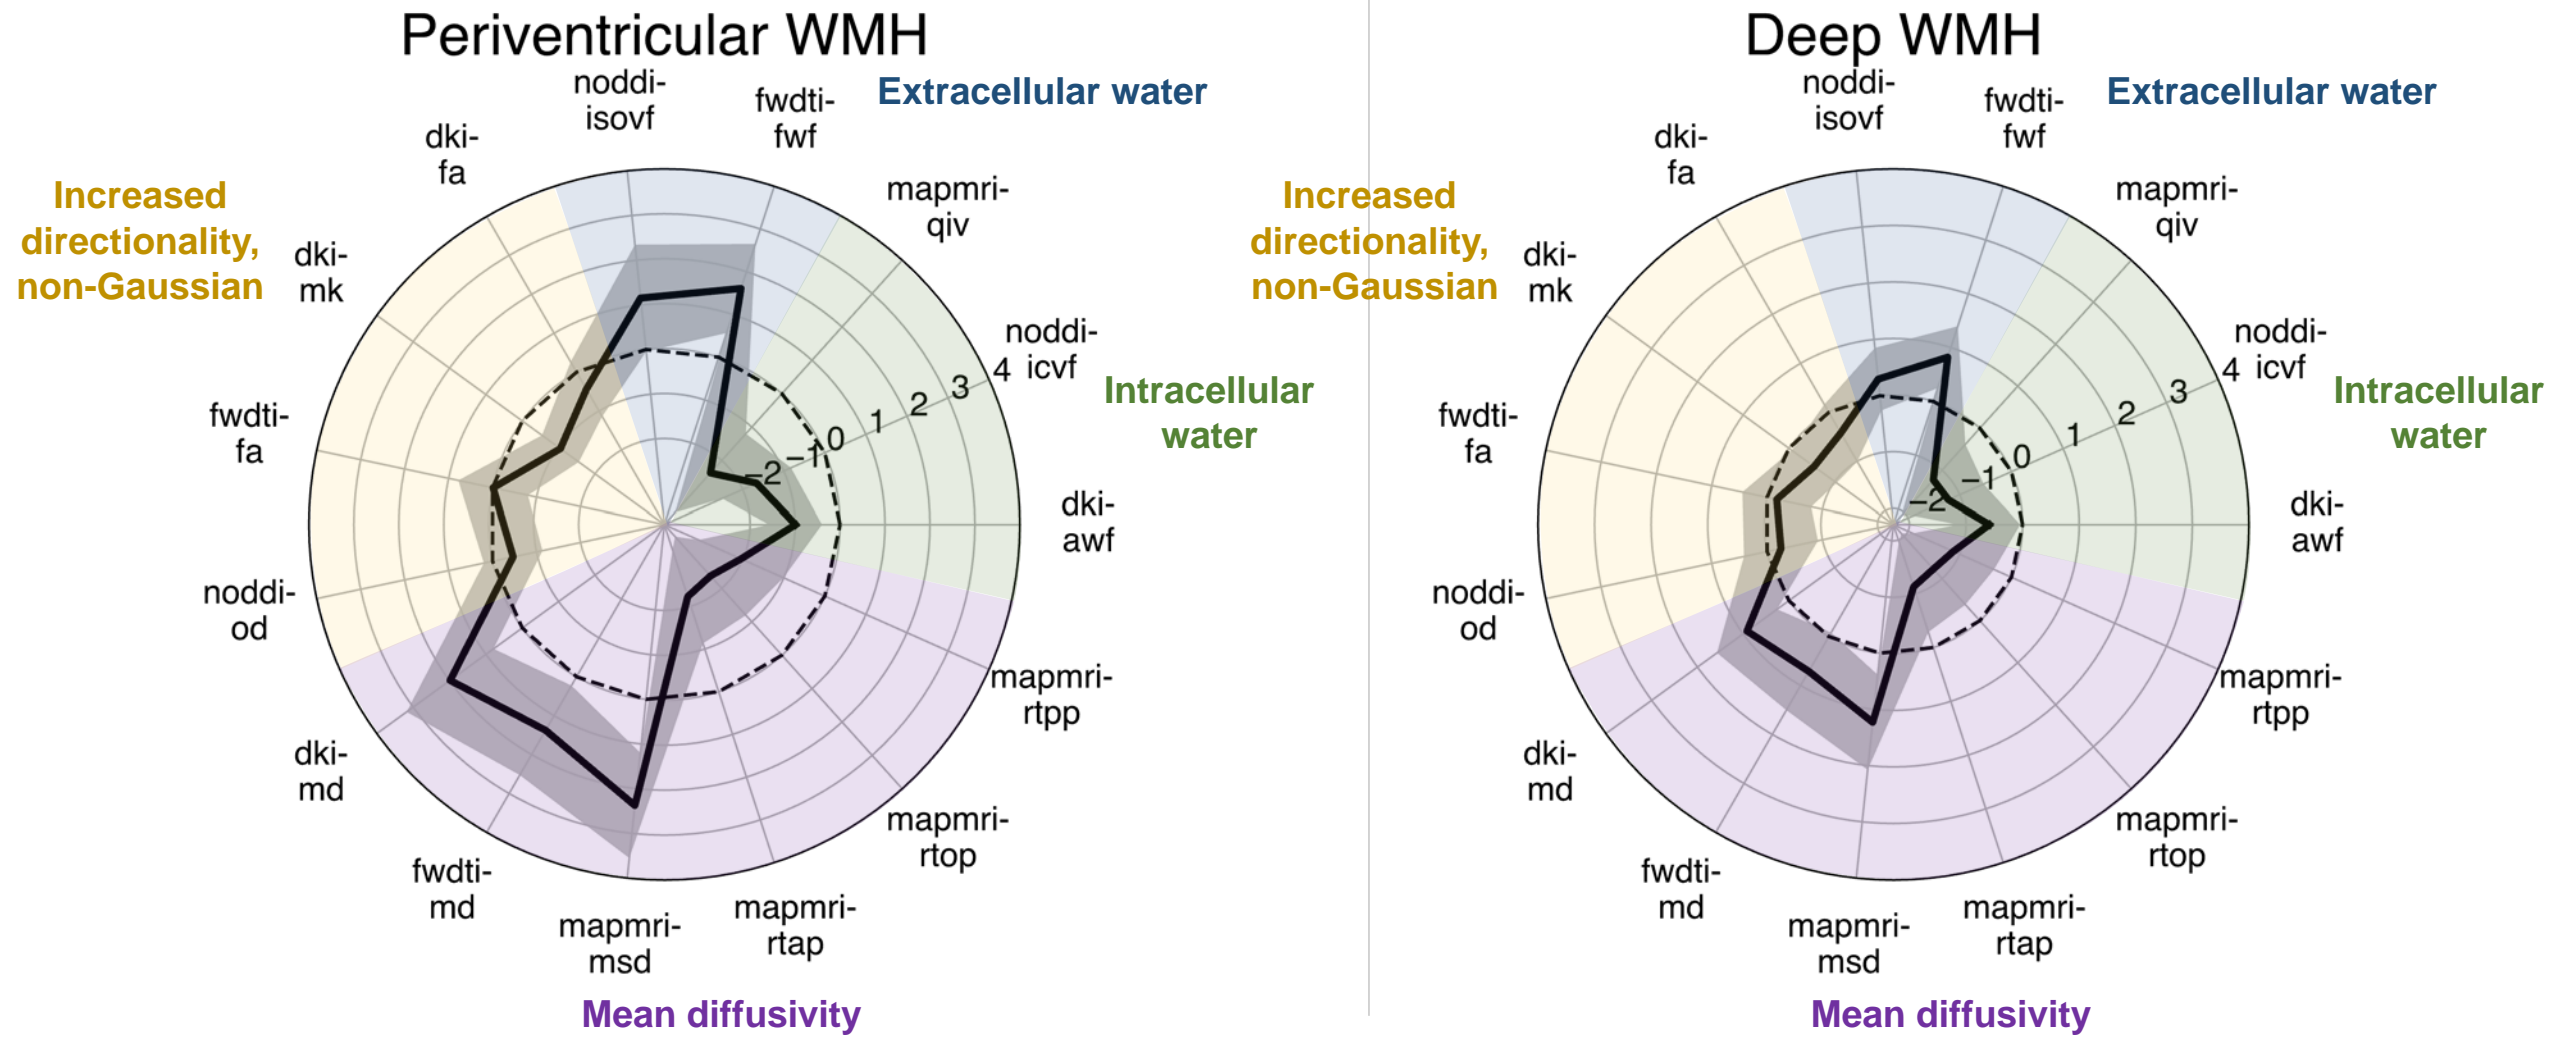 Periventricular WMH
noddi-
isovf
fwdti-
fwf
Extracellular water
dki-
fa
mapmri-
qiv
Increased
directionality,
non-Gaussian
dki-
mk
noddi-
icvf
4
3
2
1
0
−1
−2
Intracellular
water
fwdti-
fa
dki-
awf
noddi-
od
mapmri-
rtpp
dki-
md
mapmri-
rtop
fwdti-
md
mapmri-
rtap
mapmri-
msd
Mean diffusivity
Deep WMH
noddi-
isovf
fwdti-
fwf
Extracellular water
dki-
fa
mapmri-
qiv
Increased
directionality,
non-Gaussian
dki-
mk
noddi-
icvf
4
3
2
1
0
−1
−2
Intracellular
water
fwdti-
fa
dki-
awf
noddi-
od
mapmri-
rtpp
dki-
md
mapmri-
rtop
fwdti-
md
mapmri-
rtap
mapmri-
msd
Mean diffusivity